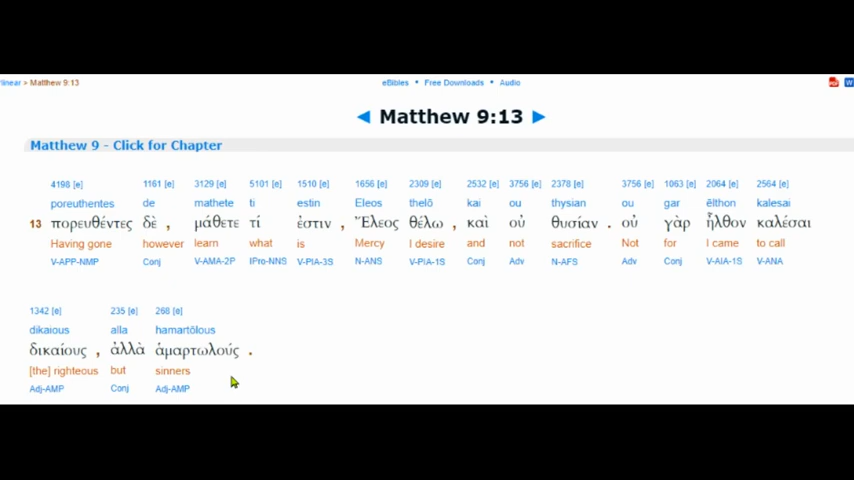 linear > Matthew 9:13
eBibles • Free Downloads • Audio
◄ Matthew 9:13 ►
Matthew 9 - Click for Chapter
4198 [e] 1161 [e] 3129 [e] 5101 [e] 1510 [e] 1656 [e] 2309 [e] 2532 [e] 3756 [e] 2378 [e] 3756 [e] 1063 [e] 2064 [e] 2564 [e]
poreuthentes de mathete ti estin Eleos thelō kai ou thysian ou gar ēlthon kalesai
13 πορευθέντες δὲ , μάθετε τί ἐστιν , Ἔλεος θέλω , καὶ οὐ θυσίαν . οὐ γὰρ ἦλθον καλέσαι
Having gone however learn what is Mercy I desire and not sacrifice Not for I came to call
V-APP-NMP Conj V-AMA-2P IPro-NNS V-PIA-3S N-ANS V-PIA-1S Conj Adv N-AFS Adv Conj V-AIA-1S V-ANA
1342 [e] 235 [e] 268 [e]
dikaious alla hamartōlous
δικαίους , ἀλλὰ ἁμαρτωλούς .
[the] righteous but sinners
Adj-AMP Conj Adj-AMP